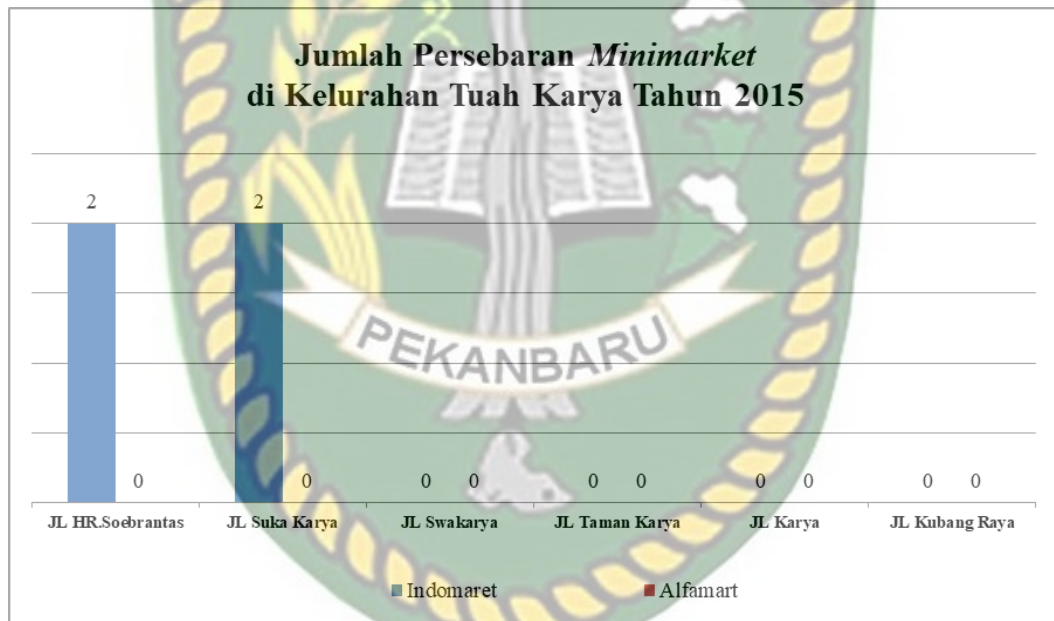 Jumlah Persebaran Minimarket
di Kelurahan Tuah Karya Tahun 2015
2 0 2 0 0 0 0 0 0 0 0 0
PEKANBARU
JL HR.Soebrantas JL Suka Karya JL Swakarya JL Taman Karya JL Karya JL Kubang Raya
Indomaret Alfamart